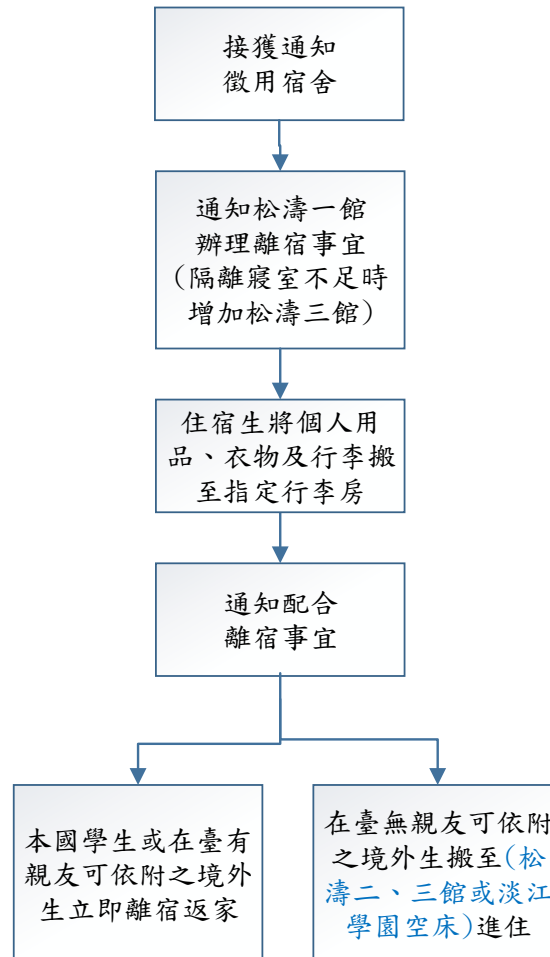 接獲通知
徵用宿舍
通知松濤一館
辦理離宿事宜
(隔離寢室不足時
增加松濤三館)
住宿生將個人用
品、衣物及行李搬
至指定行李房
通知配合
離宿事宜
本國學生或在臺有
親友可依附之境外
生立即離宿返家
在臺無親友可依附
之境外生搬至(松
濤二、三館或淡江
學園空床)進住